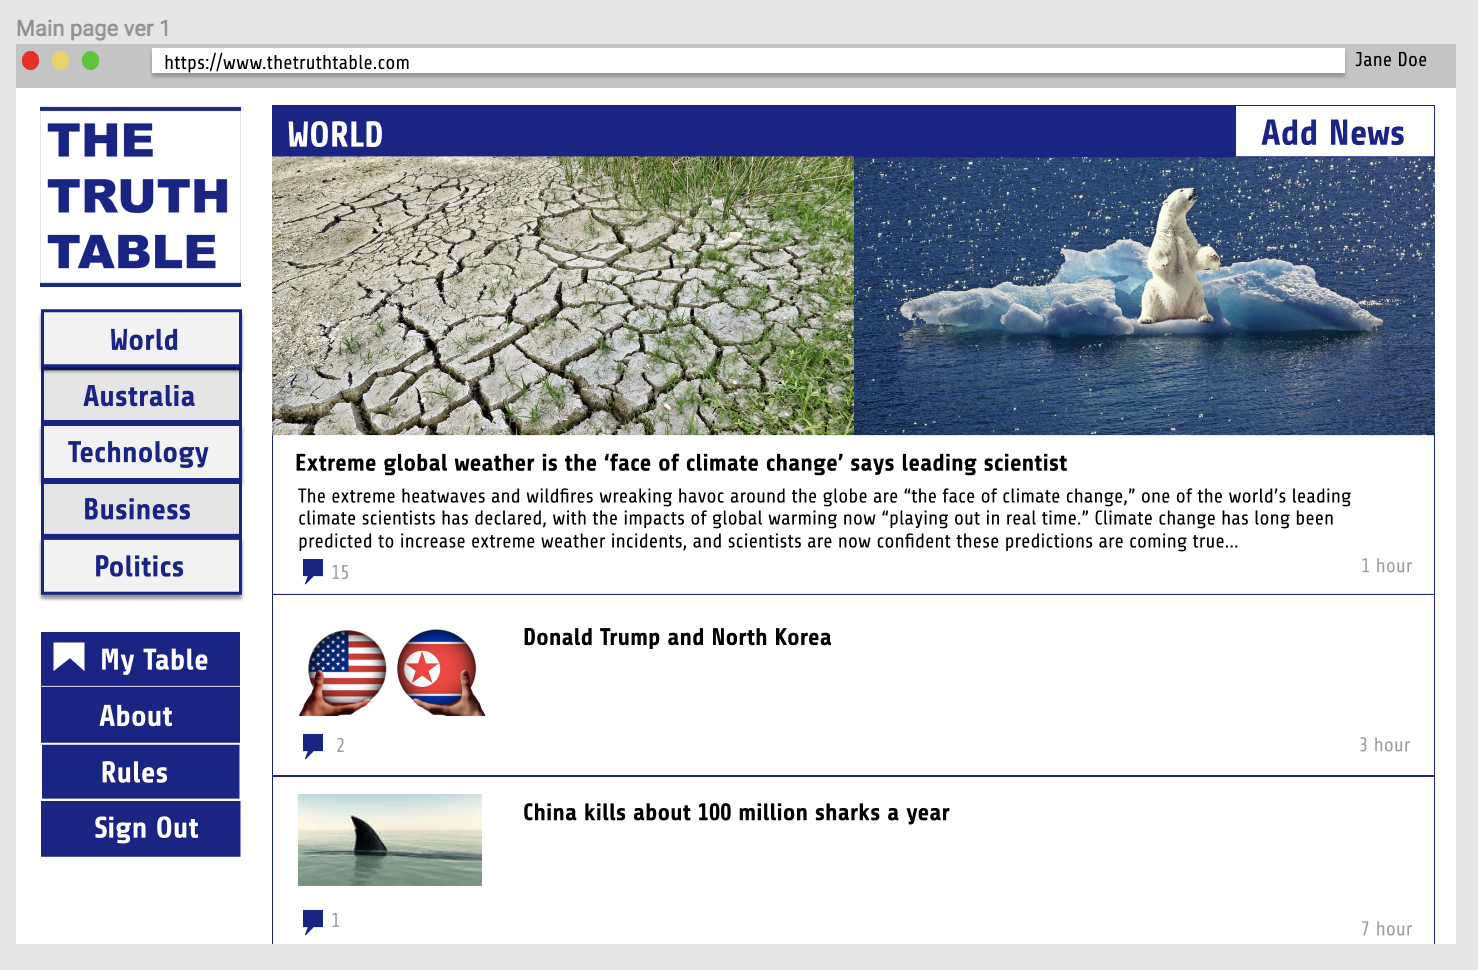 Main page ver 1
https://www.thetruthtable.com
Jane Doe
THE
TRUTH
TABLE
World
Australia
Technology
Business
Politics
My Table
About
Rules
Sign Out
WORLD
Add News
Extreme global weather is the ‘face of climate change’ says leading scientist
The extreme heatwaves and wildfires wreaking havoc around the globe are “the face of climate change,” one of the world’s leading
climate scientists has declared, with the impacts of global warming now “playing out in real time.” Climate change has long been
predicted to increase extreme weather incidents, and scientists are now confident these predictions are coming true...
15
1 hour
Donald Trump and North Korea
2
3 hour
China kills about 100 million sharks a year
1
7 hour